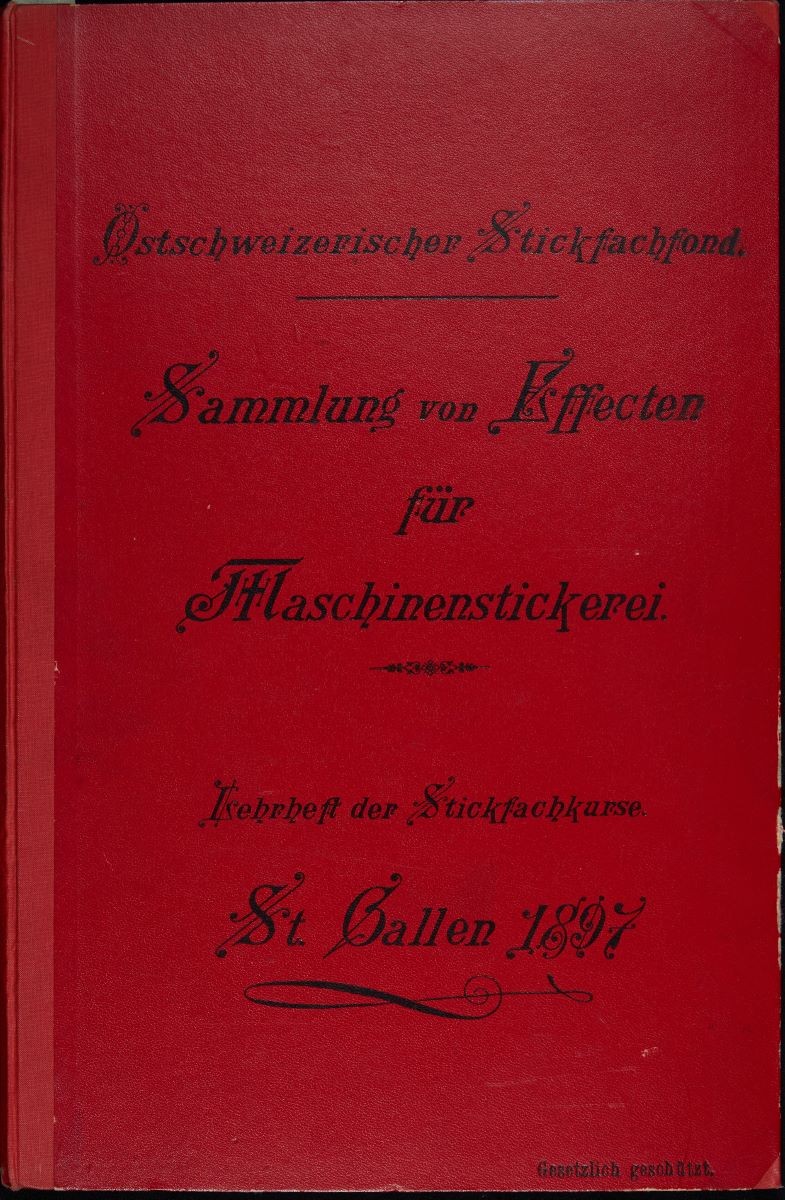 Ostschweizerischer Stickfachfond.
Sammlung von Effecten
für
Maschinenstickerei.
Lehrheft der Stickfachkurse.
St. Gallen 1897
Gesetzlich geschützt.